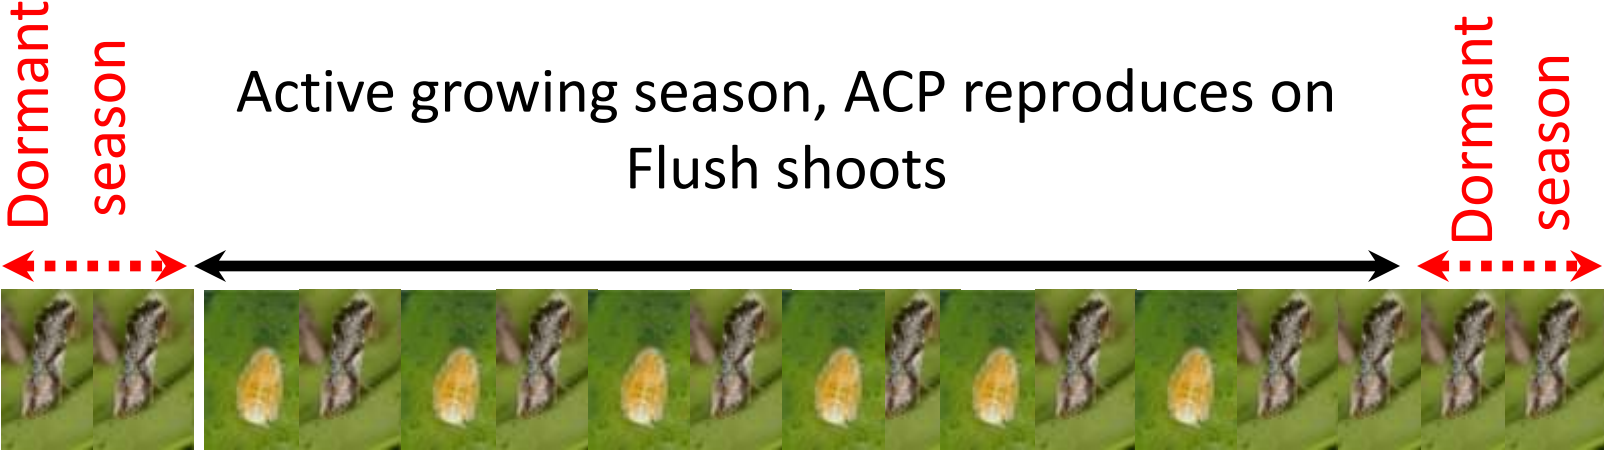 Dormant
season
Active growing season, ACP reproduces on
Flush shoots
Dormant
season